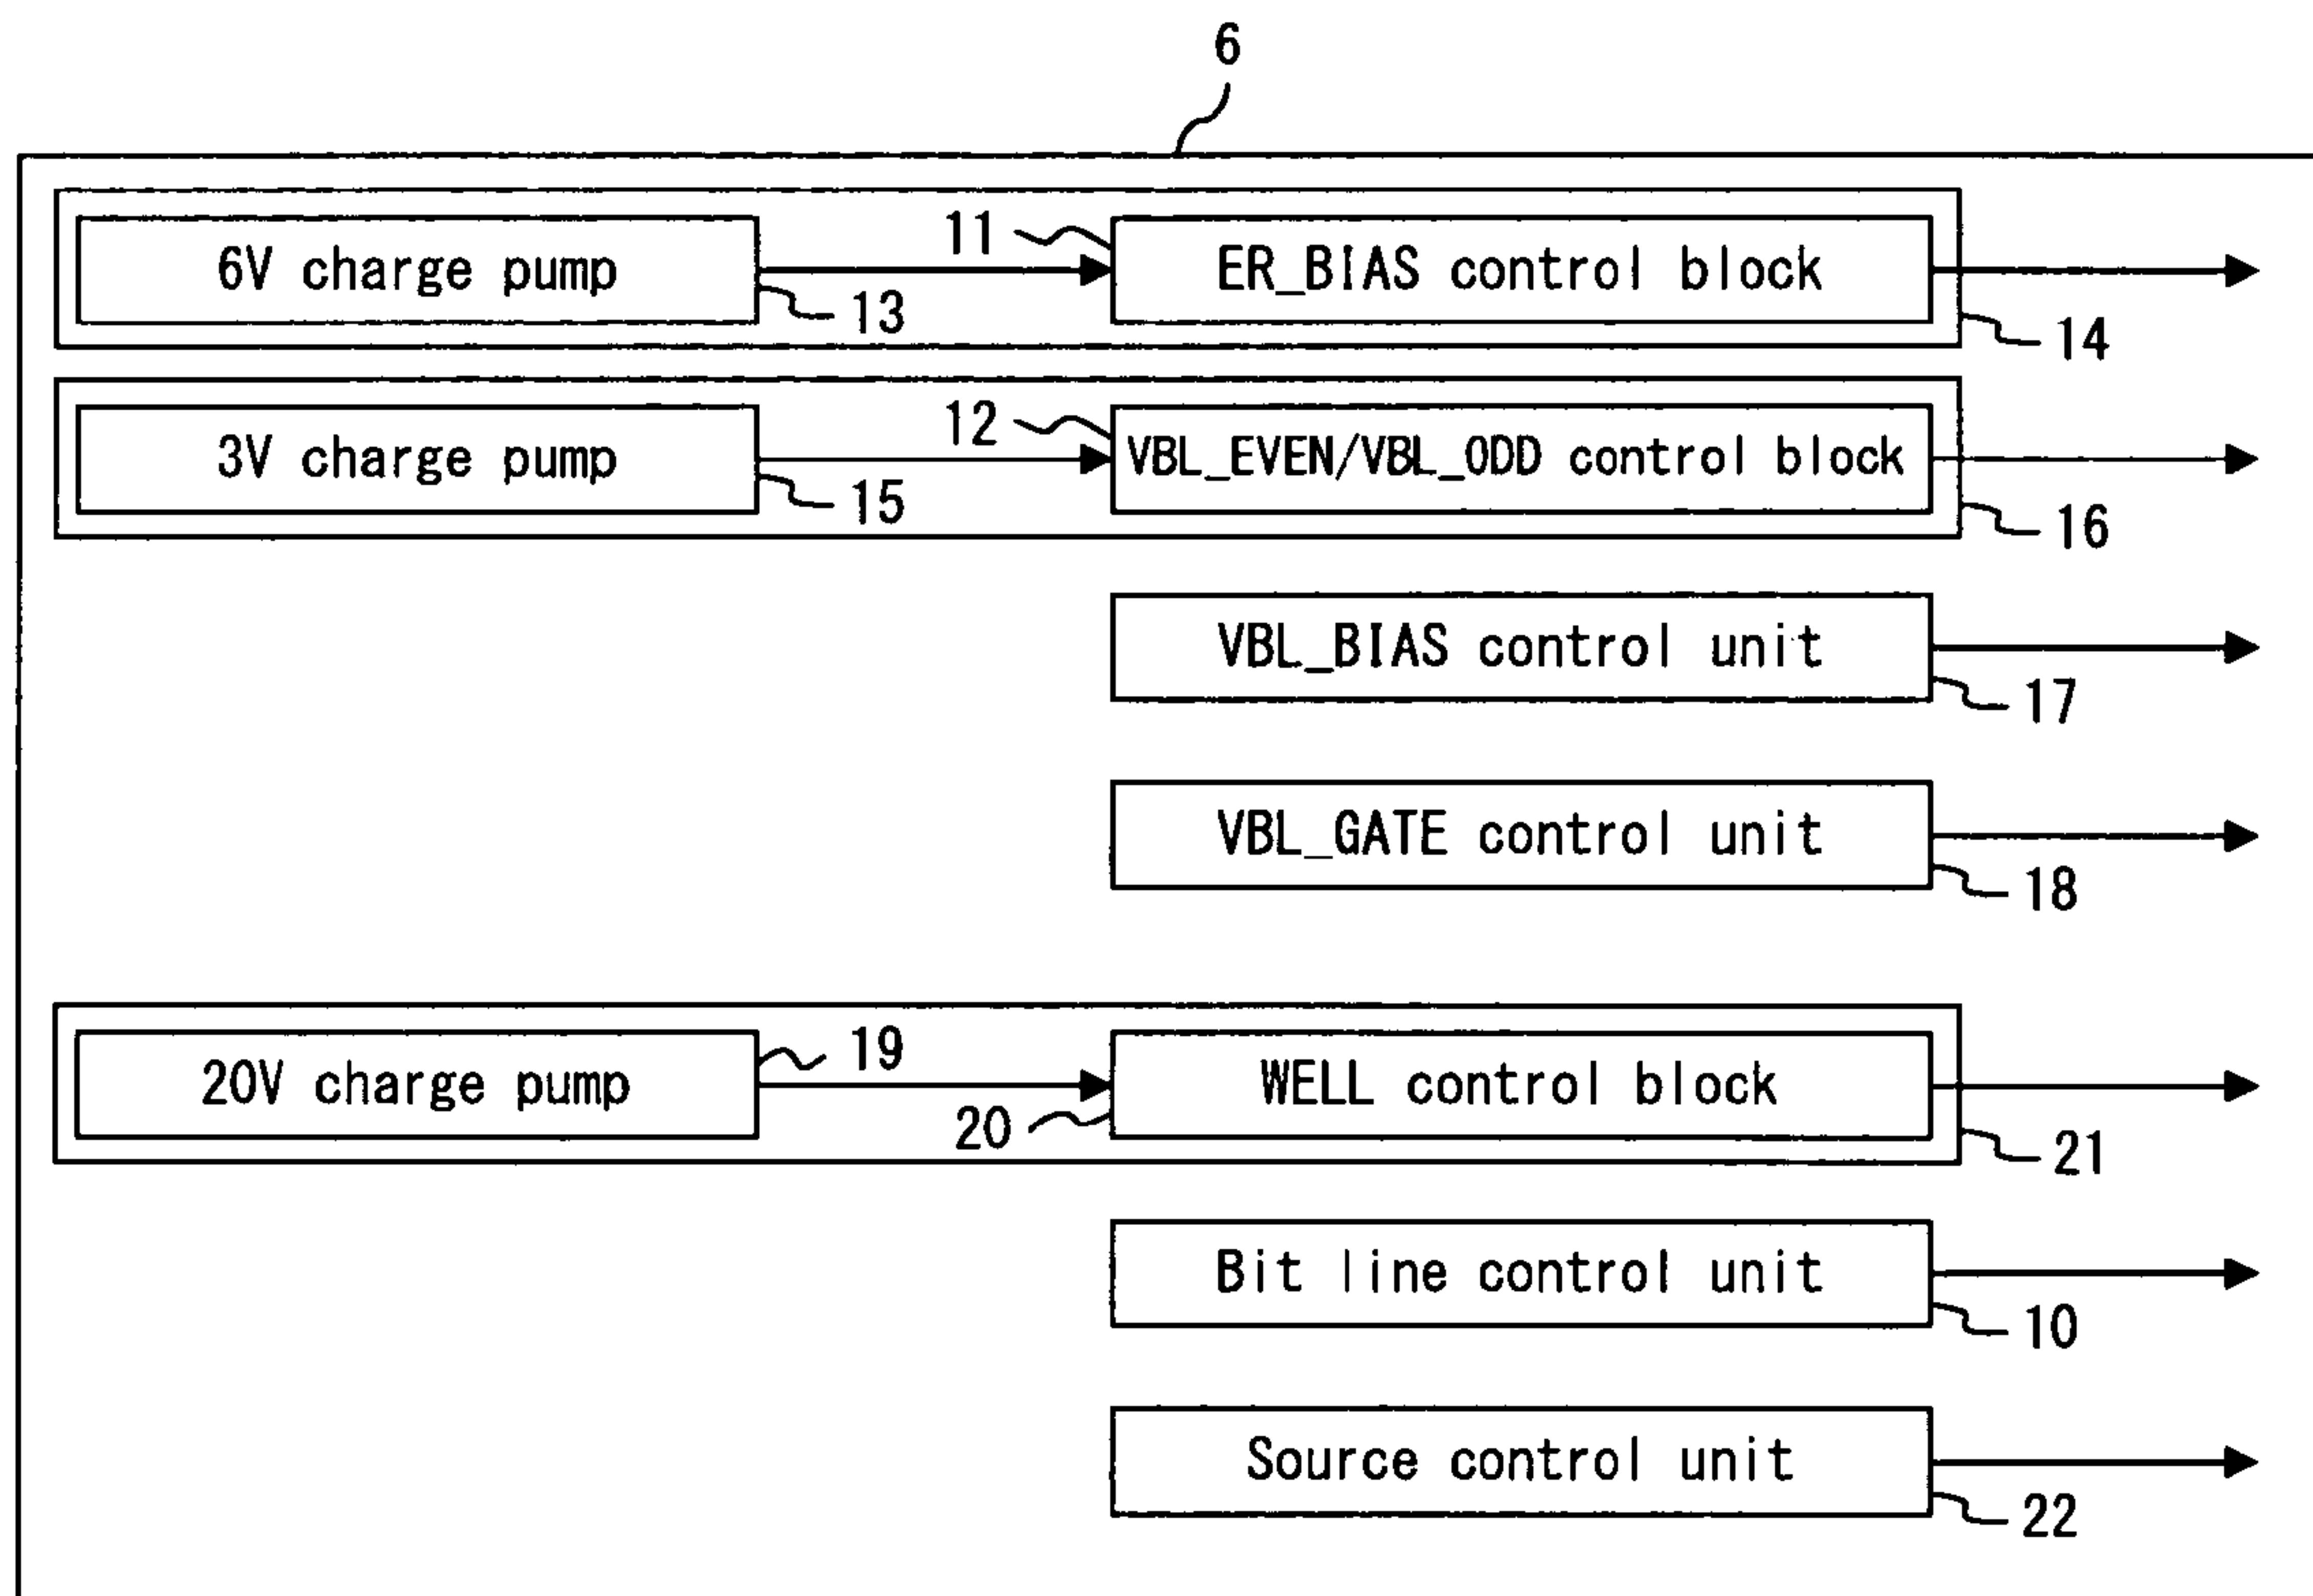 6
6V charge pump
13
11
ER_BIAS control block
14
3V charge pump
15
12
VBL_EVEN/VBL_ODD control block
16
VBL_BIAS control unit
17
VBL_GATE control unit
18
20V charge pump
19
20
WELL control block
21
Bit line control unit
10
Source control unit
22